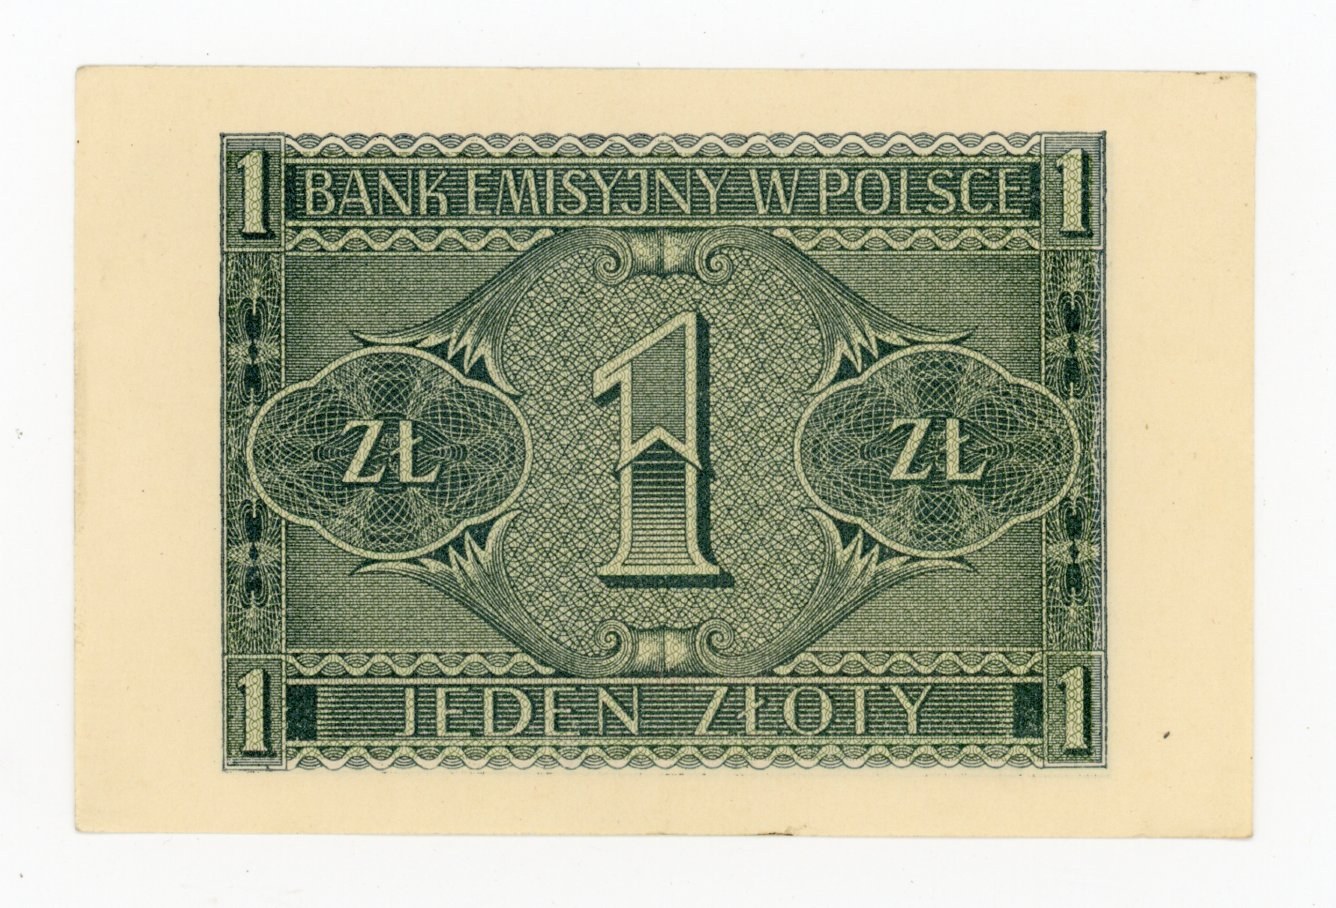 1 BANK EMISYJNY W POLSCE 1
ZŁ 1 ZŁ
1 JEDEN ZŁOTY 1